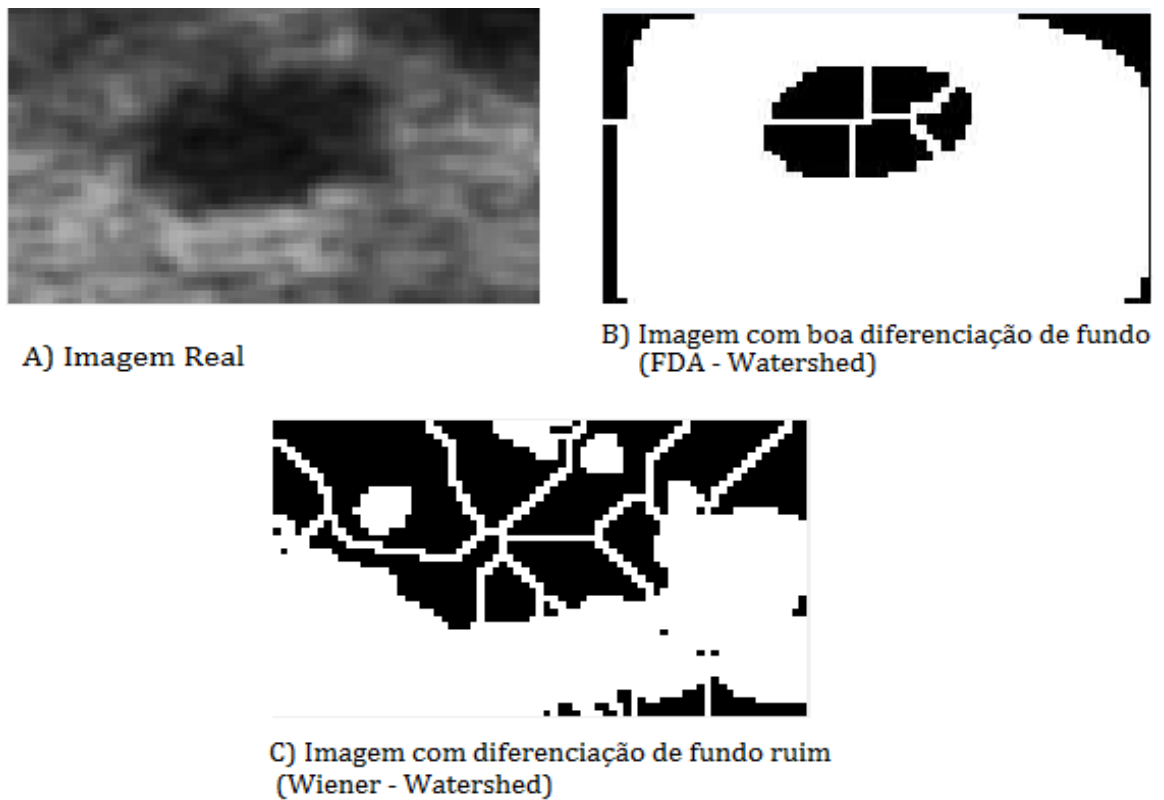 A) Imagem Real
B) Imagem com boa diferenciação de fundo
(FDA - Watershed)
C) Imagem com diferenciação de fundo ruim
(Wiener - Watershed)